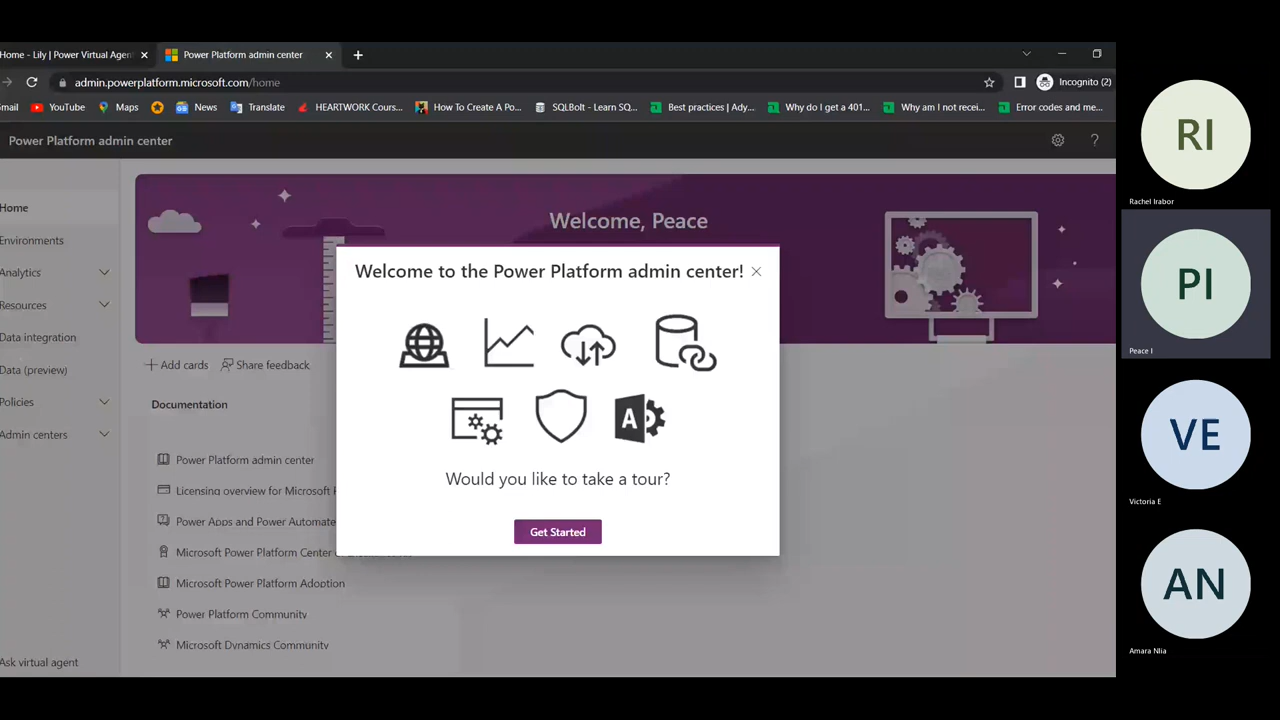 Home - Lily | Power Virtual Agen
Power Platform admin center
admin.powerplatform.microsoft.com/home
Incognito (2)
mail
YouTube
Maps
News
Translate
HEARTWORK Cours...
How To Create A Po...
SQLBolt - Learn SQ...
Best practices | Ady...
Why do I get a 401...
Why am I not recei...
Error codes and me...
Power Platform admin center
Home
Environments
Analytics
Resources
Data integration
Data (preview)
Policies
Admin centers
Ask virtual agent
Welcome, Peace
Add cards
Share feedback
Documentation
Power Platform admin center
Licensing overview for Microsoft
Power Apps and Power Automate
Microsoft Power Platform Center
Microsoft Power Platform Adoption
Power Platform Community
Microsoft Dynamics Community
Welcome to the Power Platform admin center!
A
Would you like to take a tour?
Get Started
RI
Rachel Irabor
PI
Peace I
VE
Victoria E
AN
Amara Nlia